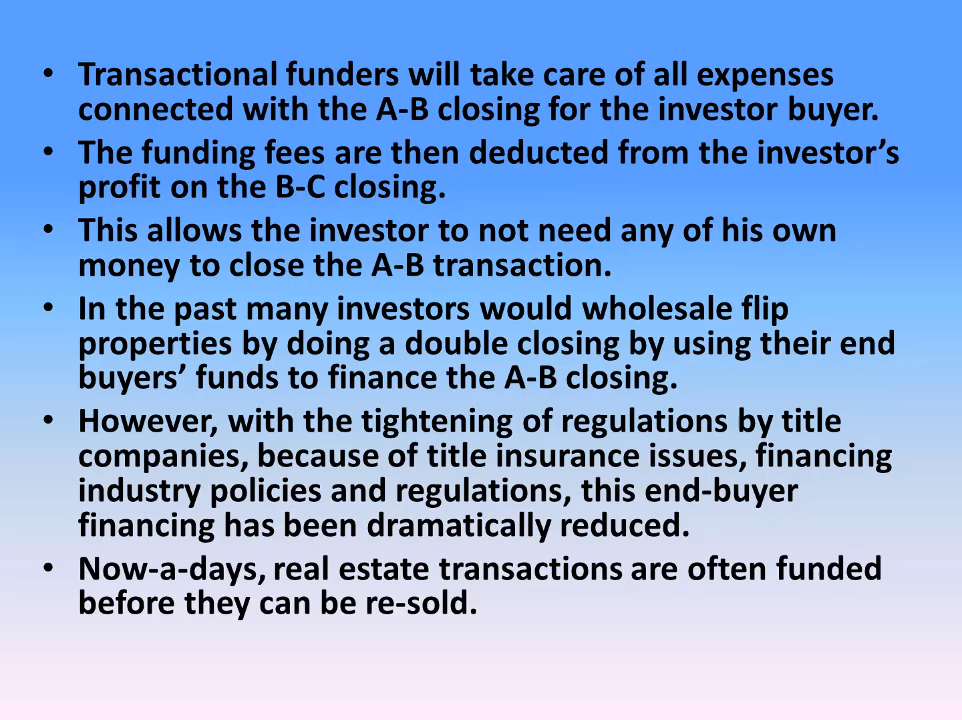 • Transactional funders will take care of all expenses
connected with the A-B closing for the investor buyer.
• The funding fees are then deducted from the investor’s
profit on the B-C closing.
• This allows the investor to not need any of his own
money to close the A-B transaction.
• In the past many investors would wholesale flip
properties by doing a double closing by using their end
buyers’ funds to finance the A-B closing.
• However, with the tightening of regulations by title
companies, because of title insurance issues, financing
industry policies and regulations, this end-buyer
financing has been dramatically reduced.
• Now-a-days, real estate transactions are often funded
before they can be re-sold.